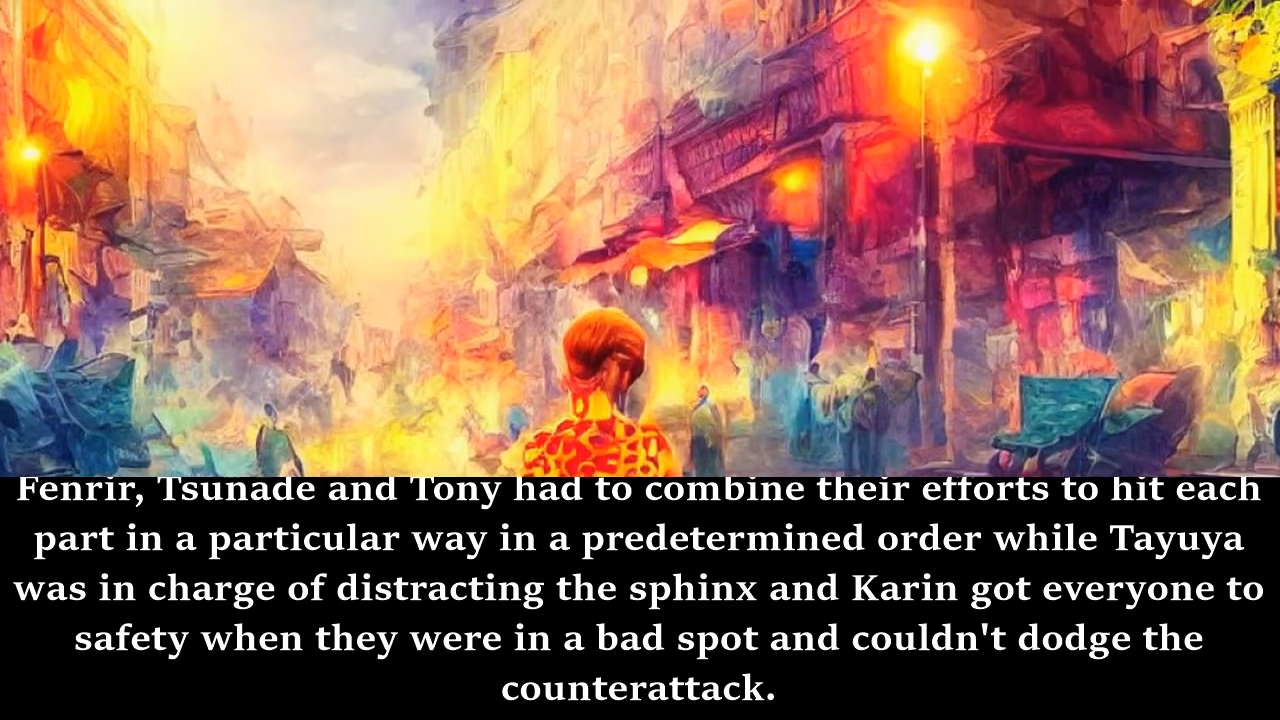 Fenrir, Tsunade and Tony had to combine their efforts to hit each
part in a particular way in a predetermined order while Tayuya
was in charge of distracting the sphinx and Karin got everyone to
safety when they were in a bad spot and couldn't dodge the
counterattack.